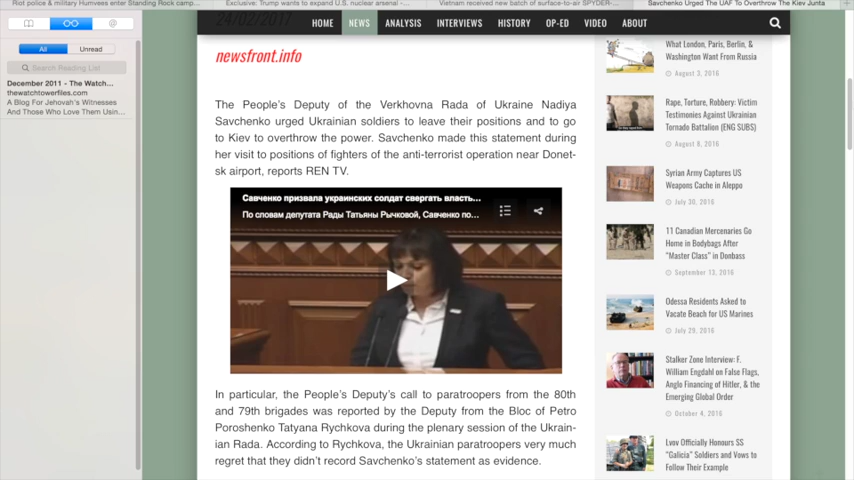 Riot police & military Humvees enter Standing Rock camp...
Exclusive: Trump wants to expand U.S. nuclear arsenal -...
Vietnam received new batch of surface-to-air SPYDER-...
Savchenko Urged The UAF To Overthrow The Kiev Junta
24/02/2017
HOME NEWS ANALYSIS INTERVIEWS HISTORY OP-ED VIDEO ABOUT
All Unread
Search Reading List
December 2011 - The Watch...
thewatchtowerfiles.com
A Blog For Jehovah's Witnesses
And Those Who Love Them Usin...
newsfront.info
The People's Deputy of the Verkhovna Rada of Ukraine Nadiya
Savchenko urged Ukrainian soldiers to leave their positions and to go
to Kiev to overthrow the power. Savchenko made this statement during
her visit to positions of fighters of the anti-terrorist operation near Donet-
sk airport, reports REN TV.
Савченко призвала украинских солдат свергать власть...
По словам депутата Рады Татьяны Рычковой, Савченко по...
In particular, the People's Deputy's call to paratroopers from the 80th
and 79th brigades was reported by the Deputy from the Bloc of Petro
Poroshenko Tatyana Rychkova during the plenary session of the Ukrain-
ian Rada. According to Rychkova, the Ukrainian paratroopers very much
regret that they didn't record Savchenko's statement as evidence.
What London, Paris, Berlin, &
Washington Want From Russia
August 3, 2016
Rape, Torture, Robbery: Victim
Testimonies Against Ukrainian
Tornado Battalion (ENG SUBS)
August 8, 2016
Syrian Army Captures US
Weapons Cache in Aleppo
July 30, 2016
11 Canadian Mercenaries Go
Home in Bodybags After
"Master Class" in Donbass
September 13, 2016
Odessa Residents Asked to
Vacate Beach for US Marines
July 29, 2016
Stalker Zone Interview: F.
William Engdahl on False Flags,
Anglo Financing of Hitler, & the
Emerging Global Order
October 4, 2016
Lvov Officially Honours SS
"Galicia" Soldiers and Vows to
Follow Their Example